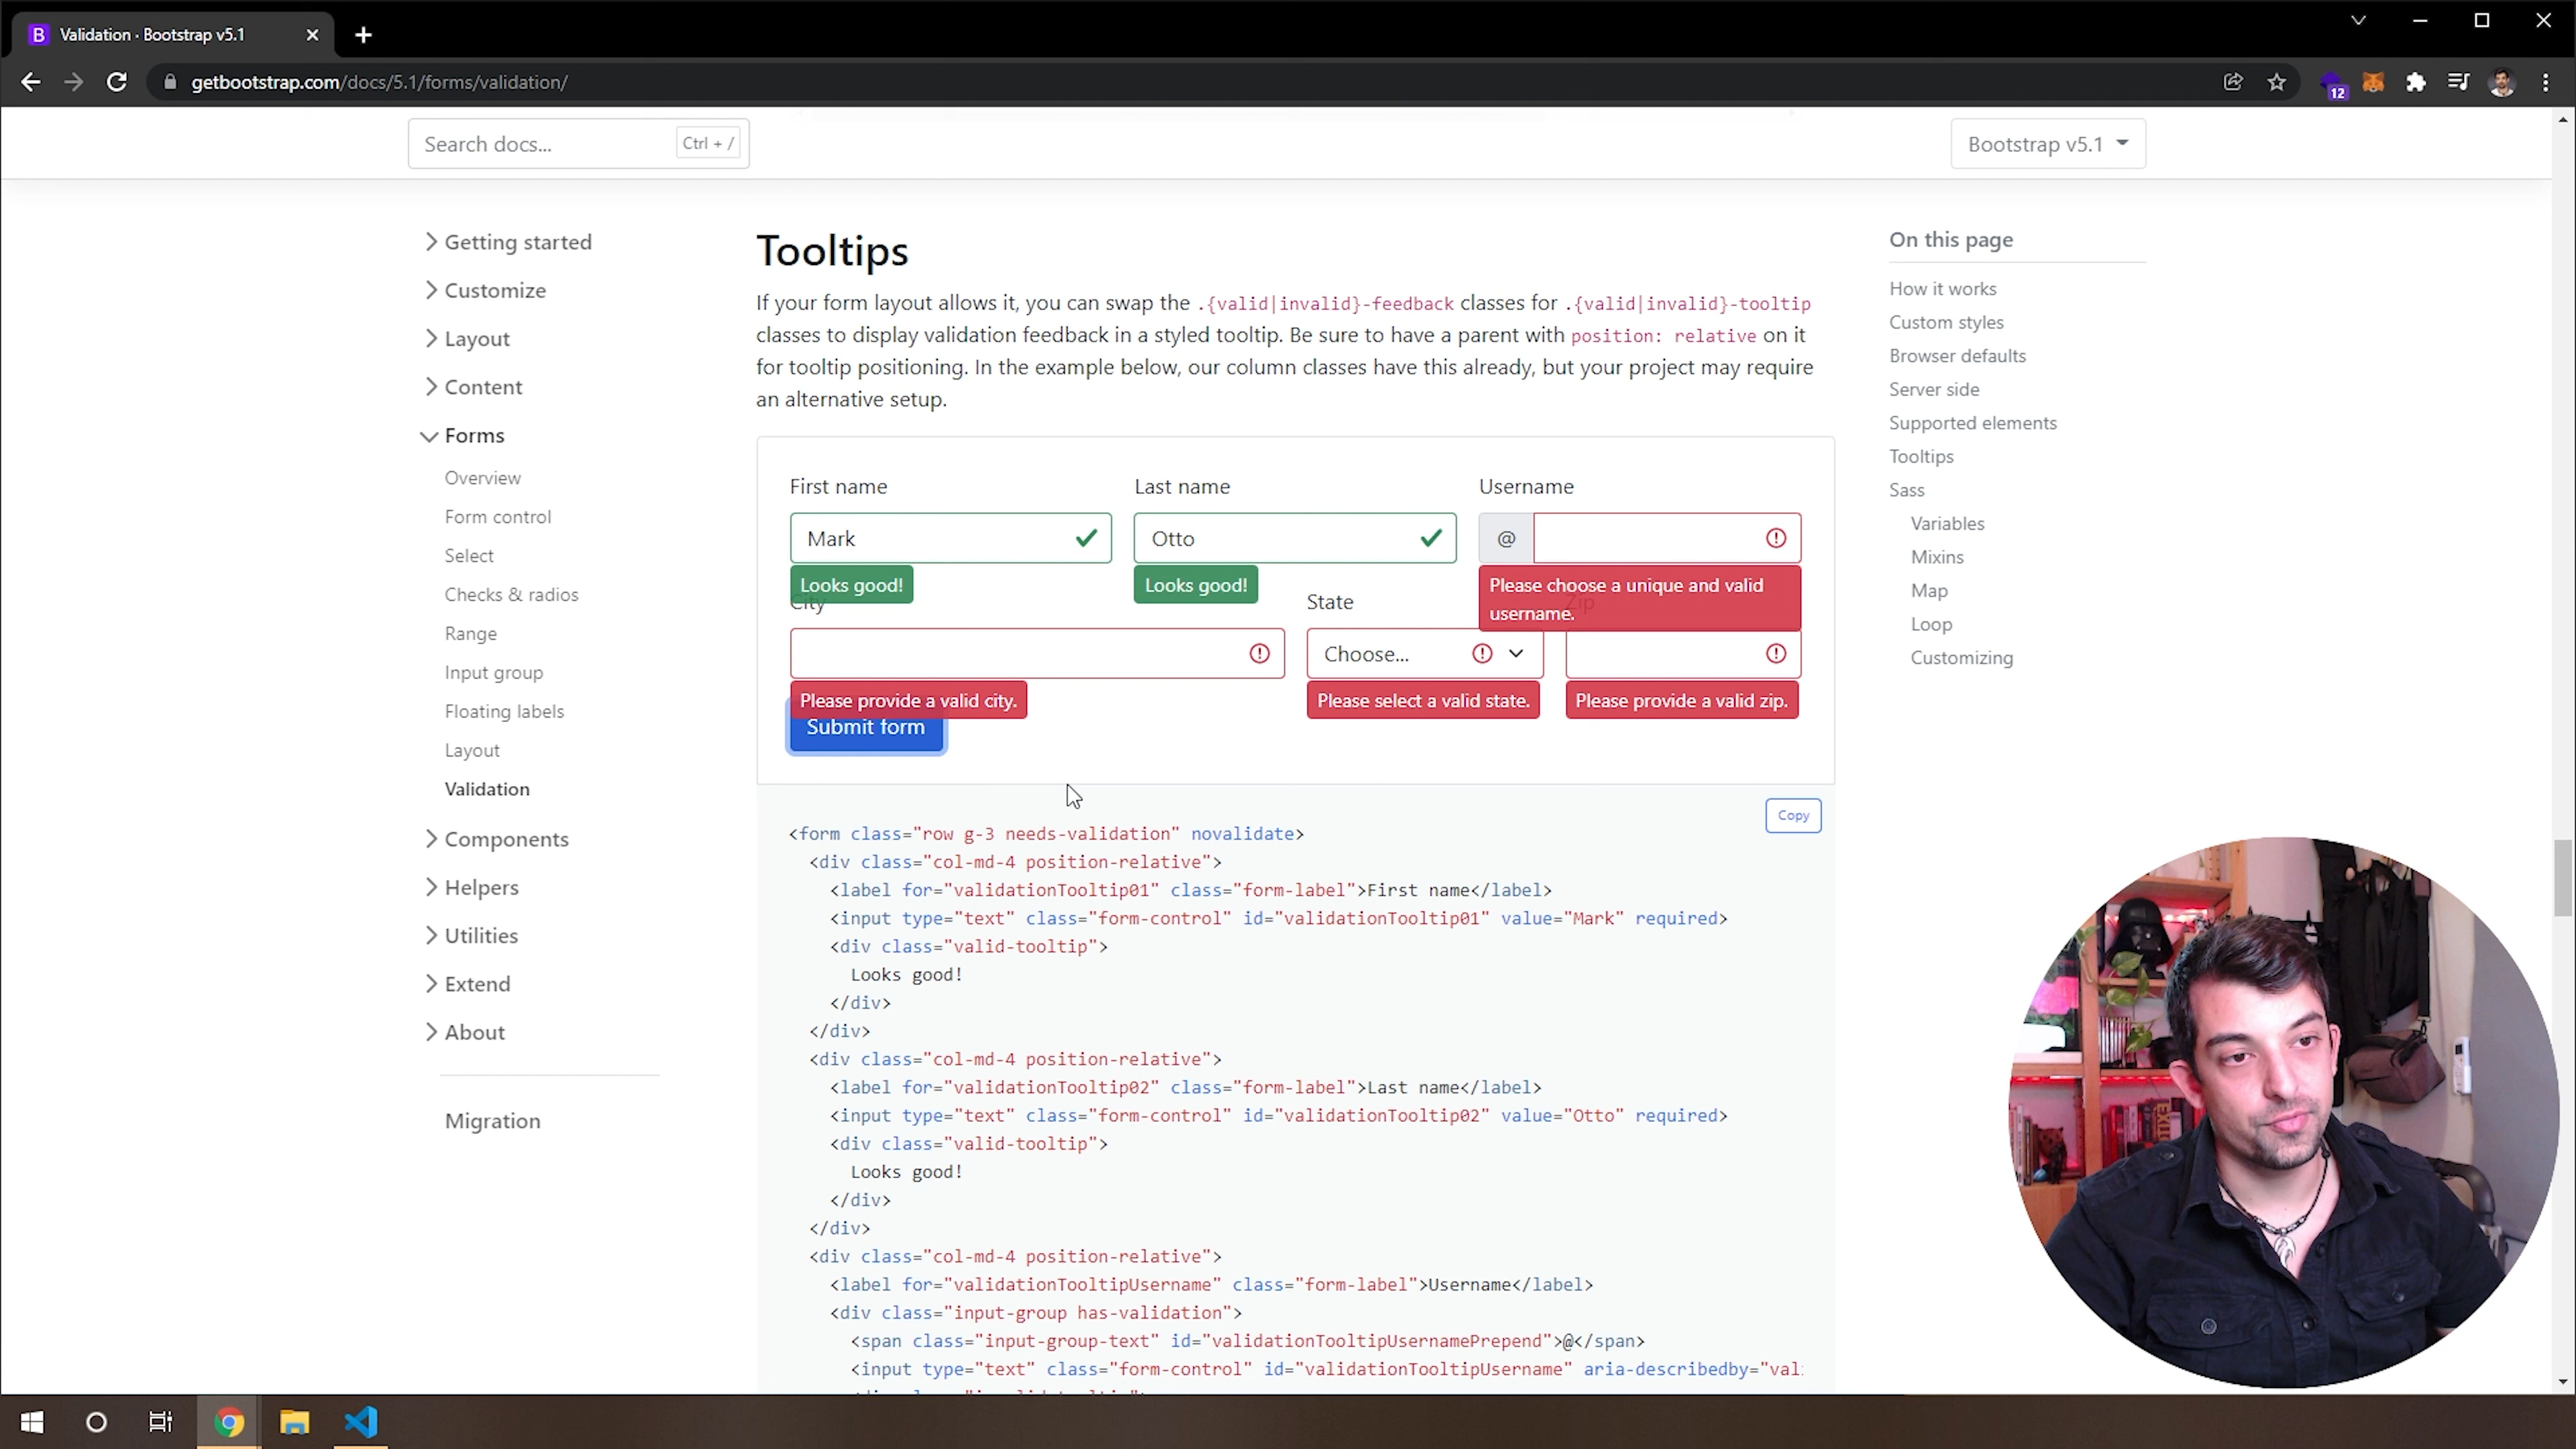 Validation · Bootstrap v5.1
getbootstrap.com/docs/5.1/forms/validation/
12
Search docs...
Ctrl + /
Bootstrap v5.1
Getting started
Customize
Layout
Content
Forms
Overview
Form control
Select
Checks & radios
Range
Input group
Floating labels
Layout
Validation
Components
Helpers
Utilities
Extend
About
Migration
Tooltips
If your form layout allows it, you can swap the .{valid|invalid}-feedback classes for .{valid|invalid}-tooltip
classes to display validation feedback in a styled tooltip. Be sure to have a parent with position: relative on it
for tooltip positioning. In the example below, our column classes have this already, but your project may require
an alternative setup.
First name
Last name
Username
Mark
Otto
@
Looks good!
Looks good!
Please choose a unique and valid
username.
City
State
Zip
Choose...
Please provide a valid city.
Please select a valid state.
Please provide a valid zip.
Submit form
Copy
<form class="row g-3 needs-validation" novalidate>
<div class="col-md-4 position-relative">
<label for="validationTooltip01" class="form-label">First name</label>
<input type="text" class="form-control" id="validationTooltip01" value="Mark" required>
<div class="valid-tooltip">
Looks good!
</div>
</div>
<div class="col-md-4 position-relative">
<label for="validationTooltip02" class="form-label">Last name</label>
<input type="text" class="form-control" id="validationTooltip02" value="Otto" required>
<div class="valid-tooltip">
Looks good!
</div>
</div>
<div class="col-md-4 position-relative">
<label for="validationTooltipUsername" class="form-label">Username</label>
<div class="input-group has-validation">
<span class="input-group-text" id="validationTooltipUsernamePrepend">@</span>
<input type="text" class="form-control" id="validationTooltipUsername" aria-describedby="val
On this page
How it works
Custom styles
Browser defaults
Server side
Supported elements
Tooltips
Sass
Variables
Mixins
Map
Loop
Customizing